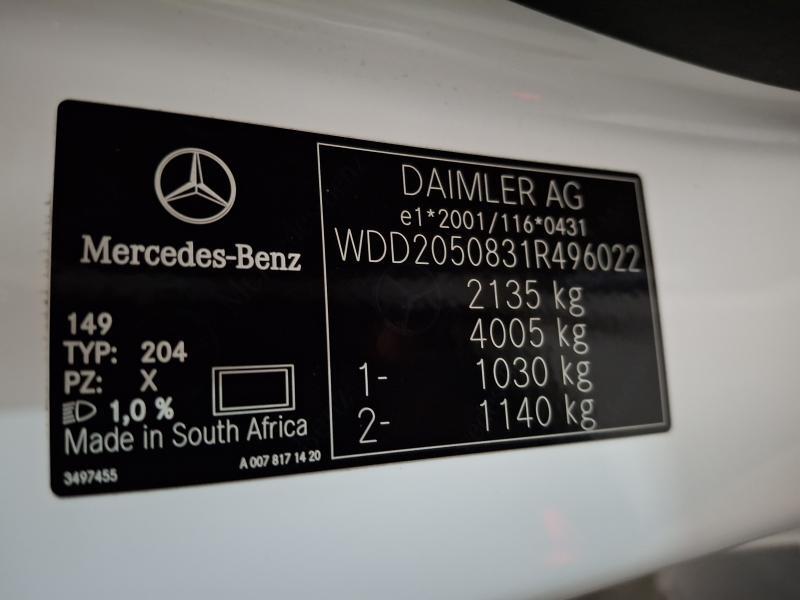 Mercedes-Benz
149
TYP: 204
PZ: X
1,0 %
Made in South Africa
3497455
A 007 817 14 20
DAIMLER AG
e1*2001/116*0431
WDD2050831R496022
2135 kg
4005 kg
1- 1030 kg
2- 1140 kg